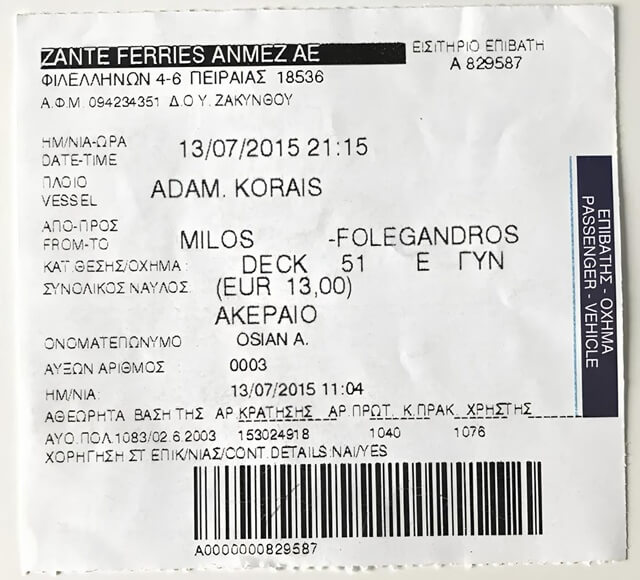 ZANTE FERRIES ΑΝΜΕΖ ΑΕ
ΕΙΣΙΤΗΡΙΟ ΕΠΙΒΑΤΗ
ΦΙΛΕΛΛΗΝΩΝ 4-6 ΠΕΙΡΑΙΑΣ 18536
Α 829587
Α.Φ.Μ. 094234351 Δ.Ο.Υ. ΖΑΚΥΝΘΟΥ
ΗΜ/ΝΙΑ-ΩΡΑ
DATE-TIME
13/07/2015 21:15
ΠΛΟΙΟ
VESSEL
ADAM. KORAIS
ΑΠΟ-ΠΡΟΣ
FROM-TO
MILOS -FOLEGANDROS
ΚΑΤ.ΘΕΣΗΣ/ΟΧΗΜΑ : DECK 51 Ε ΓΥΝ
ΣΥΝΟΛΙΚΟΣ ΝΑΥΛΟΣ: (EUR 13,00)
ΑΚΕΡΑΙΟ
ΟΝΟΜΑΤΕΠΩΝΥΜΟ OSIAN A.
ΑΥΞΩΝ ΑΡΙΘΜΟΣ : 0003
ΗΜ/ΝΙΑ: 13/07/2015 11:04
ΑΘΕΩΡΗΤΑ ΒΑΣΗ ΤΗΣ ΑΡ.ΚΡΑΤΗΣΗΣ ΑΡ.ΠΡΩΤ. Κ.ΠΡΑΚ. ΧΡΗΣΤΗΣ
ΑΥΟ.ΠΟΛ.1083/02.6.2003 153024918 1040 1076
ΧΟΡΗΓΗΣΗ ΣΤ ΕΠΙΚ/ΝΙΑΣ/CONT.DETAILS:ΝΑΙ/YES
A0000000829587
ΕΠΙΒΑΤΗΣ - ΟΧΗΜΑ
PASSENGER - VEHICLE